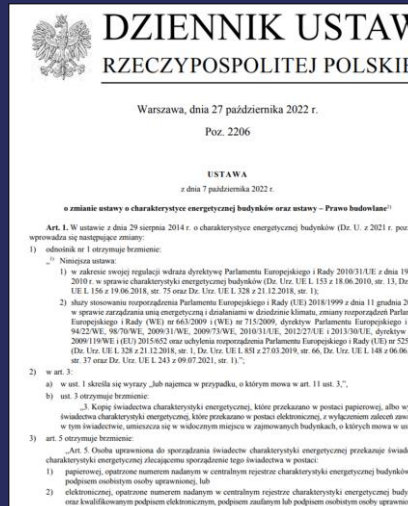 DZIENNIK USTAW
RZECZYPOSPOLITEJ POLSKIE
Warszawa, dnia 27 października 2022 r.
Poz. 2206
USTAWA
z dnia 7 października 2022 r.
o zmianie ustawy o charakterystyce energetycznej budynków oraz ustawy – Prawo budowlane¹⁾
Art. 1. W ustawie z dnia 29 sierpnia 2014 r. o charakterystyce energetycznej budynków (Dz. U. z 2021 r. poz
wprowadza się następujące zmiany:
1) odnośnik nr 1 otrzymuje brzmienie:
„¹⁾ Niniejsza ustawa:
1) w zakresie swojej regulacji wdraża dyrektywę Parlamentu Europejskiego i Rady 2010/31/UE z dnia 19
2010 r. w sprawie charakterystyki energetycznej budynków (Dz. Urz. UE L 153 z 18.06.2010, str. 13, Dz
UE L 156 z 19.06.2018, str. 75 oraz Dz. Urz. UE L 328 z 21.12.2018, str. 1);
2) służy stosowaniu rozporządzenia Parlamentu Europejskiego i Rady (UE) 2018/1999 z dnia 11 grudnia 20
w sprawie zarządzania unią energetyczną i działaniami w dziedzinie klimatu, zmiany rozporządzeń Parlam
Europejskiego i Rady (WE) nr 663/2009 i (WE) nr 715/2009, dyrektyw Parlamentu Europejskiego i
94/22/WE, 98/70/WE, 2009/31/WE, 2009/73/WE, 2010/31/UE, 2012/27/UE i 2013/30/UE, dyrektyw
2009/119/WE i (EU) 2015/652 oraz uchylenia rozporządzenia Parlamentu Europejskiego i Rady (UE) nr 525
(Dz. Urz. UE L 328 z 21.12.2018, str. 1, Dz. Urz. UE L 85I z 27.03.2019, str. 66, Dz. Urz. UE L 148 z 06.06.
str. 37 oraz Dz. Urz. UE L 243 z 09.07.2021, str. 1).”;
2) w art. 3:
a) w ust. 1 skreśla się wyrazy „lub najemca w przypadku, o którym mowa w art. 11 ust. 3,”,
b) ust. 3 otrzymuje brzmienie:
„3. Kopię świadectwa charakterystyki energetycznej, które przekazano w postaci papierowej, albo wy
świadectwa charakterystyki energetycznej, które przekazano w postaci elektronicznej, z wyłączeniem zaleceń zaw
w tym świadectwie, umieszcza się w widocznym miejscu w zajmowanych budynkach, o których mowa w us
3) art. 5 otrzymuje brzmienie:
„Art. 5. Osoba uprawniona do sporządzania świadectw charakterystyki energetycznej przekazuje świade
charakterystyki energetycznej zlecającemu sporządzenie tego świadectwa w postaci:
1) papierowej, opatrzone numerem nadanym w centralnym rejestrze charakterystyki energetycznej budynków
podpisem osobistym osoby uprawnionej, lub
2) elektronicznej, opatrzone numerem nadanym w centralnym rejestrze charakterystyki energetycznej budy
oraz kwalifikowanym podpisem elektronicznym, podpisem zaufanym lub podpisem osobistym osoby uprawnio